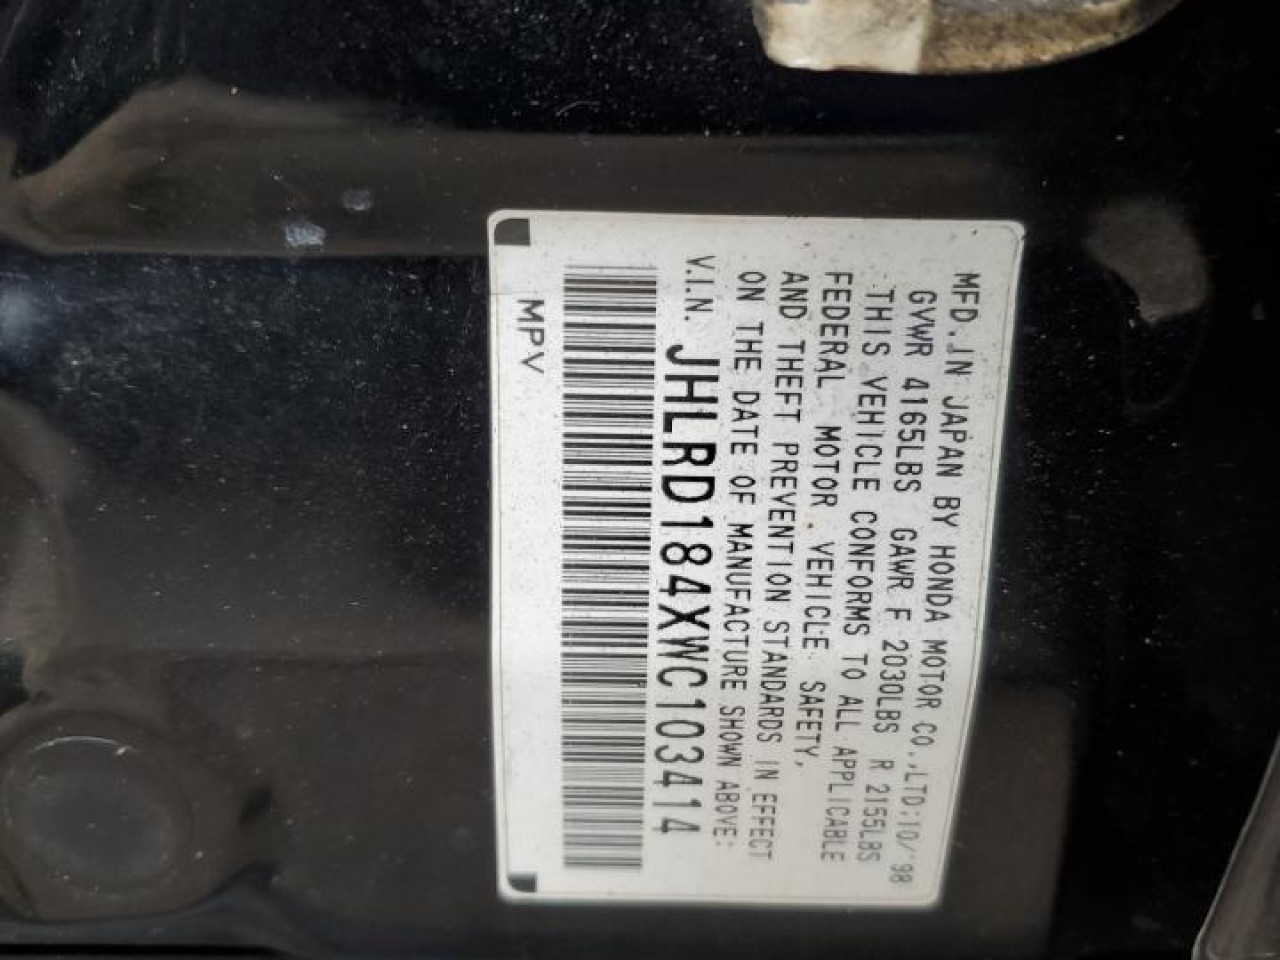 MFD.IN JAPAN BY HONDA MOTOR CO.,LTD:10/'98
GVWR 4165LBS GAWR F 2030LBS R 2155LBS
THIS VEHICLE CONFORMS TO ALL APPLICABLE
FEDERAL MOTOR VEHICLE SAFETY,
AND THEFT PREVENTION STANDARDS IN EFFECT
ON THE DATE OF MANUFACTURE SHOWN ABOVE:
V.I.N. JHLRD184XWC103414
MPV